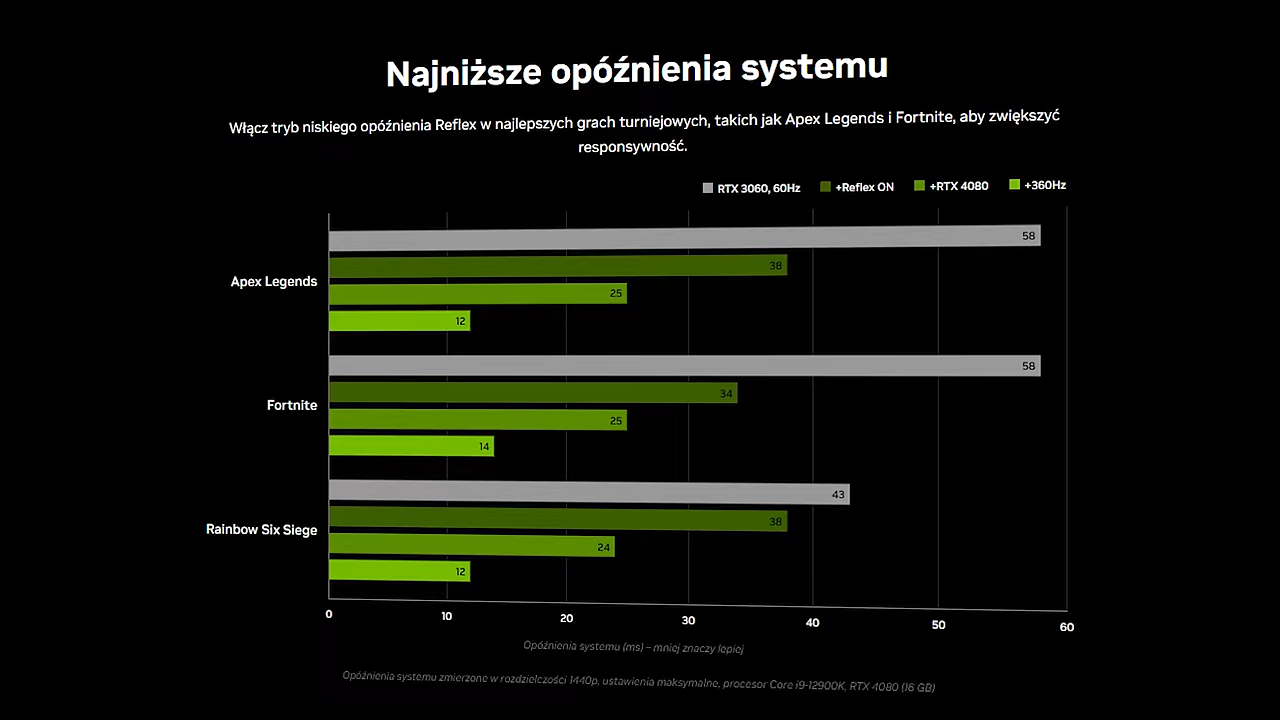 Najniższe opóźnienia systemu
Włącz tryb niskiego opóźnienia Reflex w najlepszych grach turniejowych, takich jak Apex Legends i Fortnite, aby zwiększyć
responsywność.
RTX 3060, 60Hz +Reflex ON +RTX 4080 +360Hz
58
Apex Legends
38
25
12
58
Fortnite
34
25
14
43
Rainbow Six Siege
38
24
12
0 10 20 30 40 50 60
Opóźnienia systemu (ms) – mniej znaczy lepiej
Opóźnienia systemu zmierzone w rozdzielczości 1440p, ustawienia maksymalne, procesor Core i9-12900K, RTX 4080 (16 GB)